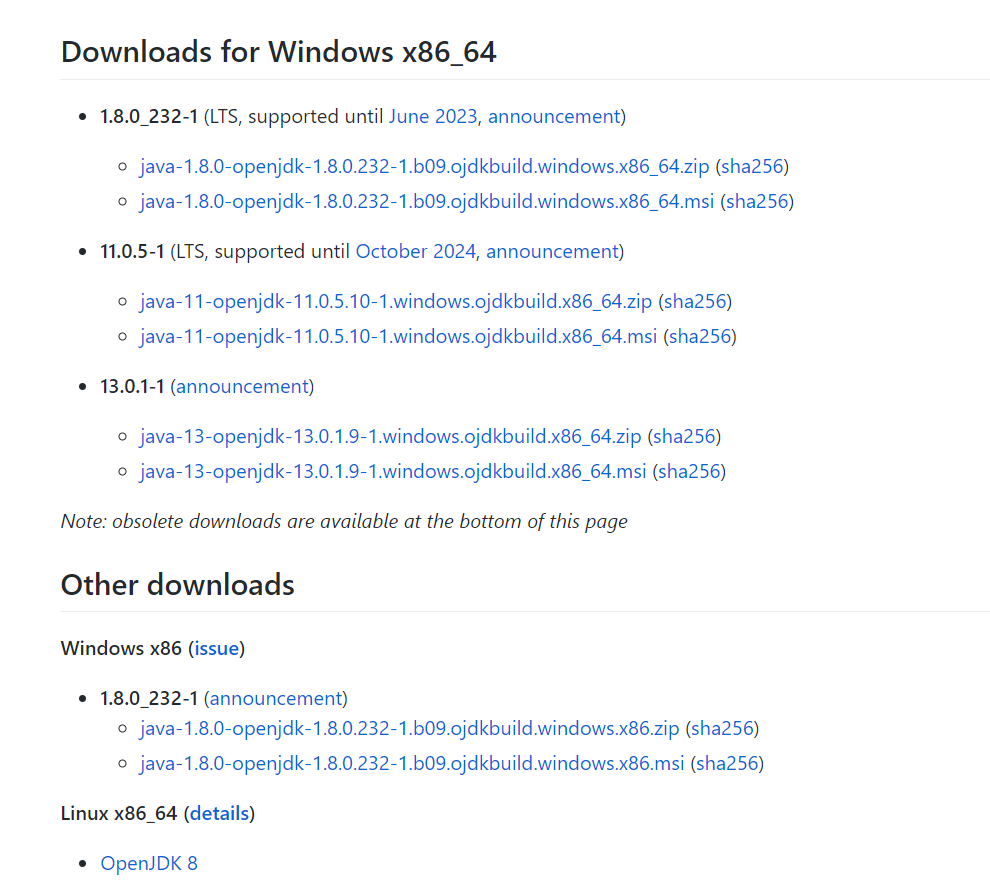 Downloads for Windows x86_64
1.8.0_232-1 (LTS, supported until June 2023, announcement)
java-1.8.0-openjdk-1.8.0.232-1.b09.ojdkbuild.windows.x86_64.zip (sha256)
java-1.8.0-openjdk-1.8.0.232-1.b09.ojdkbuild.windows.x86_64.msi (sha256)
11.0.5-1 (LTS, supported until October 2024, announcement)
java-11-openjdk-11.0.5.10-1.windows.ojdkbuild.x86_64.zip (sha256)
java-11-openjdk-11.0.5.10-1.windows.ojdkbuild.x86_64.msi (sha256)
13.0.1-1 (announcement)
java-13-openjdk-13.0.1.9-1.windows.ojdkbuild.x86_64.zip (sha256)
java-13-openjdk-13.0.1.9-1.windows.ojdkbuild.x86_64.msi (sha256)
Note: obsolete downloads are available at the bottom of this page
Other downloads
Windows x86 (issue)
1.8.0_232-1 (announcement)
java-1.8.0-openjdk-1.8.0.232-1.b09.ojdkbuild.windows.x86.zip (sha256)
java-1.8.0-openjdk-1.8.0.232-1.b09.ojdkbuild.windows.x86.msi (sha256)
Linux x86_64 (details)
OpenJDK 8